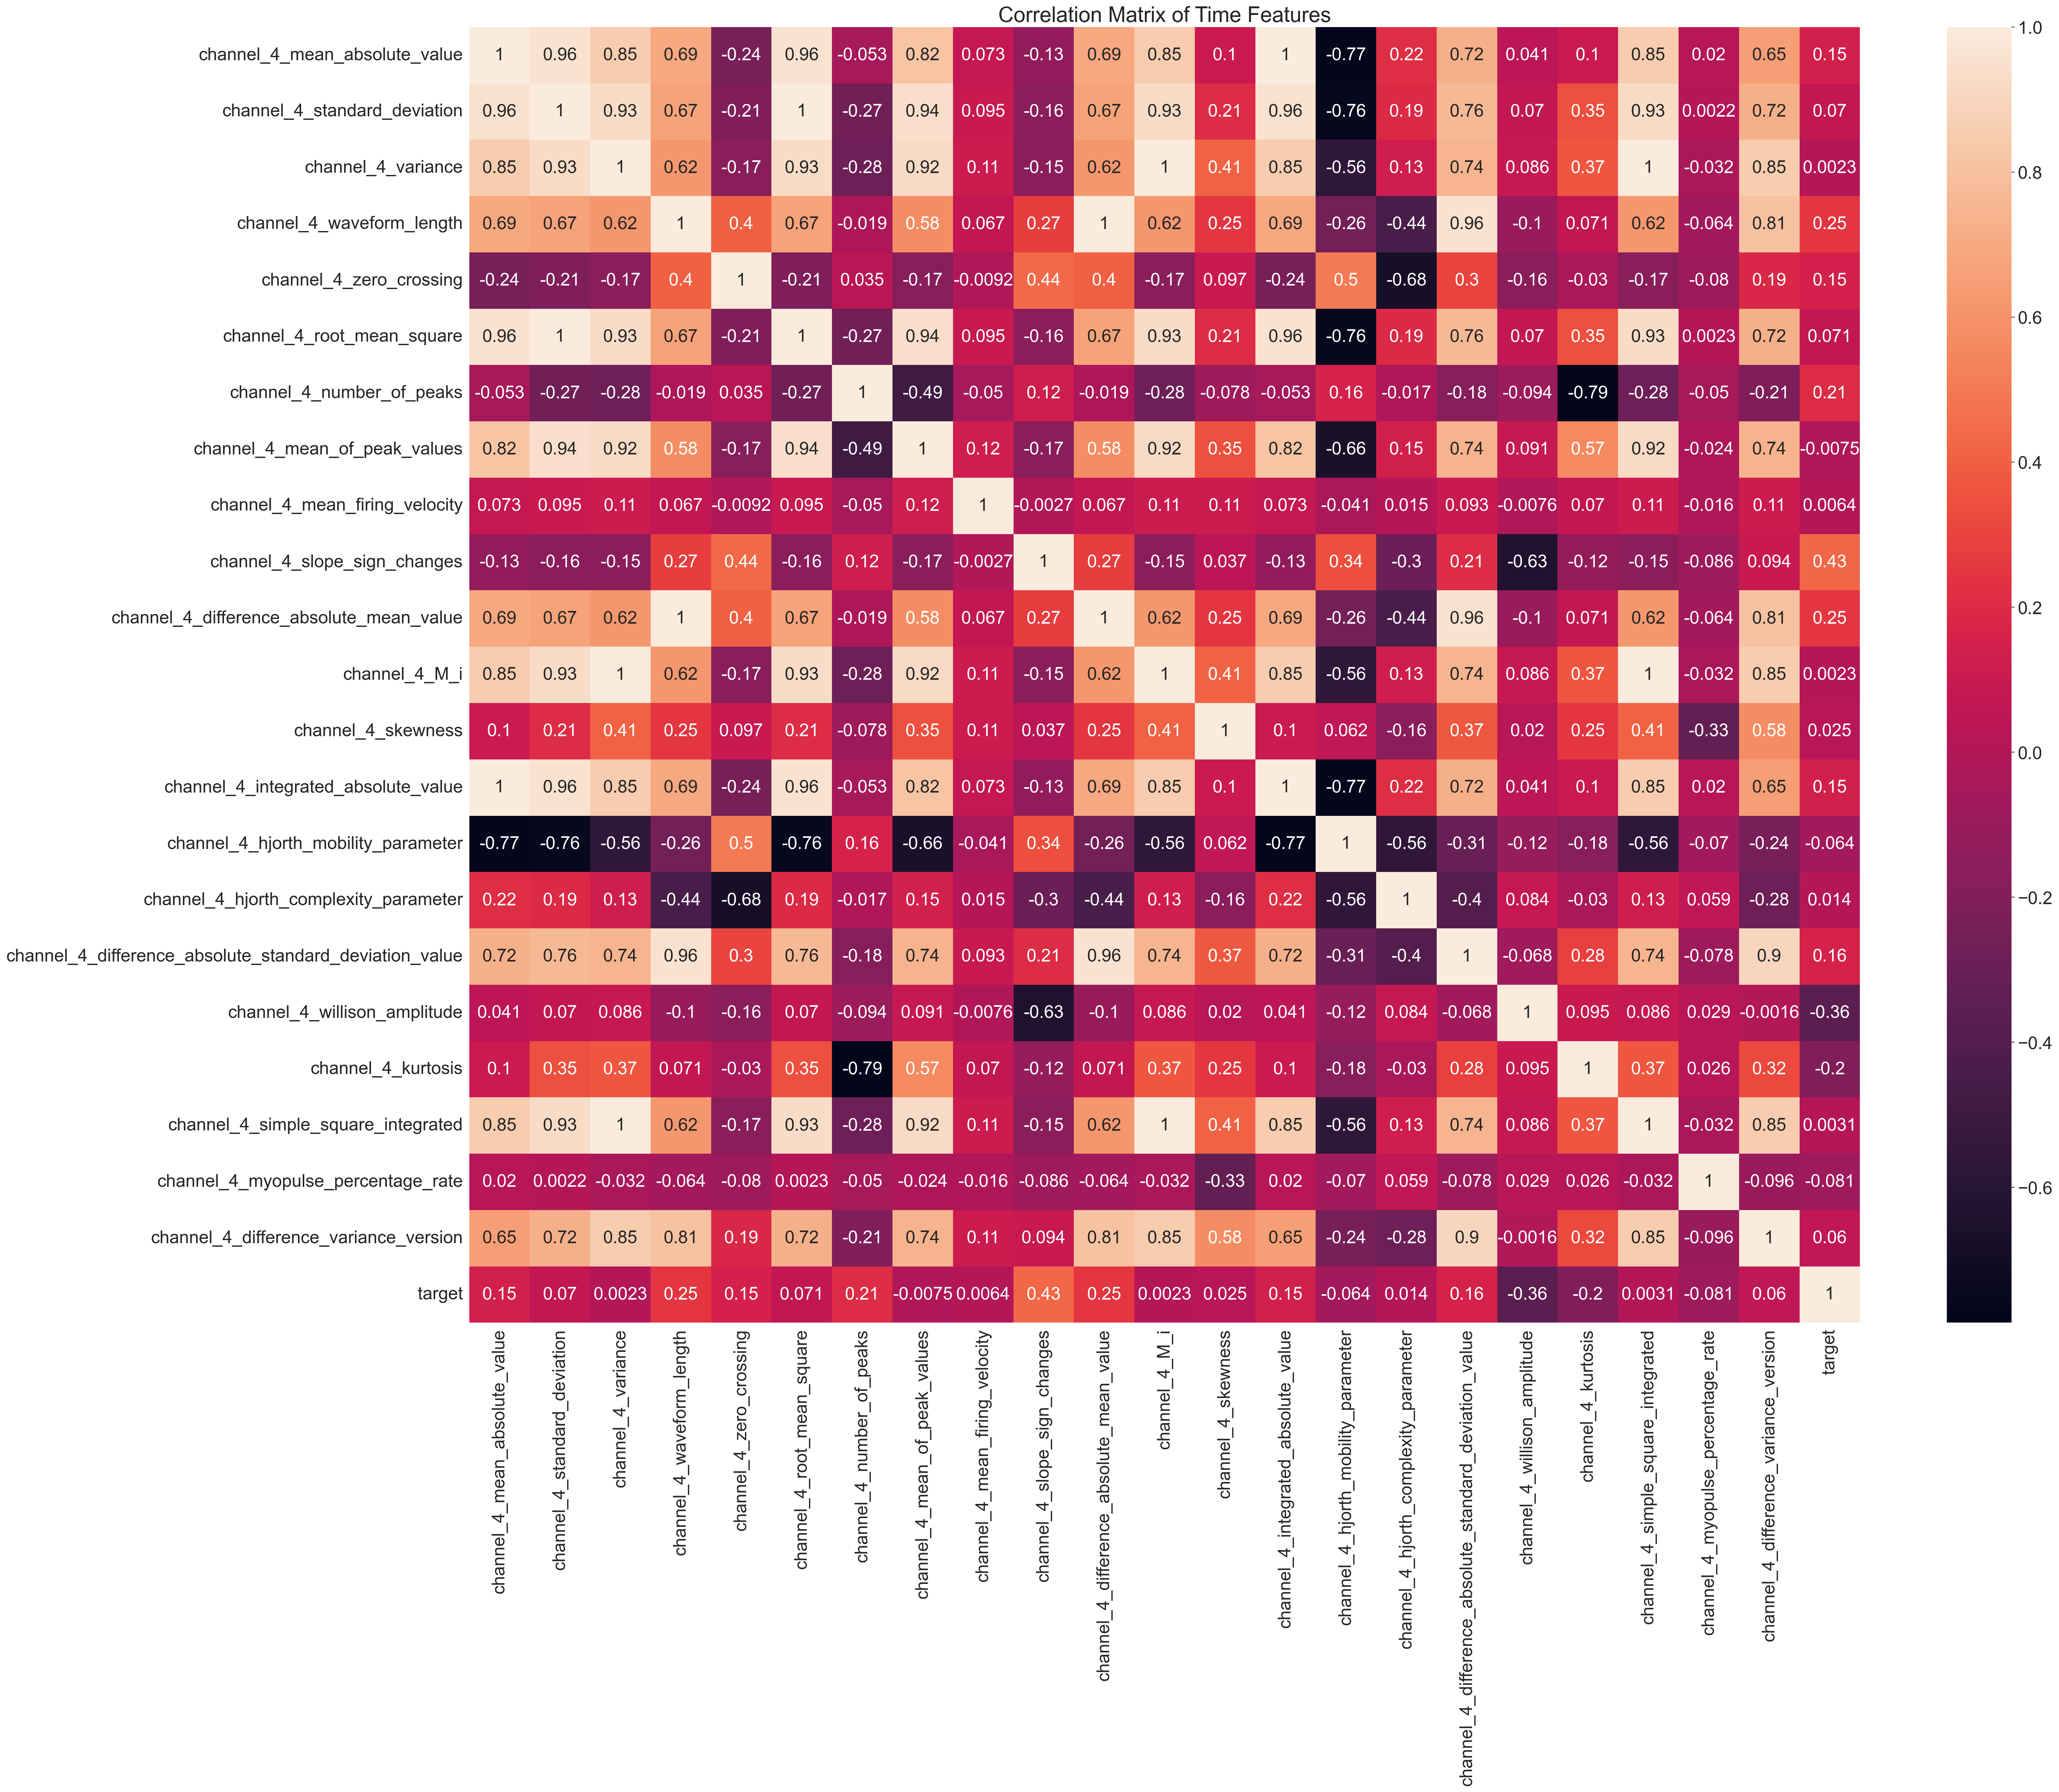 Correlation Matrix of Time Features
channel_4_mean_absolute_value 1 0.96 0.85 0.69 -0.24 0.96 -0.053 0.82 0.073 -0.13 0.69 0.85 0.1 1 -0.77 0.22 0.72 0.041 0.1 0.85 0.02 0.65 0.15
channel_4_standard_deviation 0.96 1 0.93 0.67 -0.21 1 -0.27 0.94 0.095 -0.16 0.67 0.93 0.21 0.96 -0.76 0.19 0.76 0.07 0.35 0.93 0.0022 0.72 0.07
channel_4_variance 0.85 0.93 1 0.62 -0.17 0.93 -0.28 0.92 0.11 -0.15 0.62 1 0.41 0.85 -0.56 0.13 0.74 0.086 0.37 1 -0.032 0.85 0.0023
channel_4_waveform_length 0.69 0.67 0.62 1 0.4 0.67 -0.019 0.58 0.067 0.27 1 0.62 0.25 0.69 -0.26 -0.44 0.96 -0.1 0.071 0.62 -0.064 0.81 0.25
channel_4_zero_crossing -0.24 -0.21 -0.17 0.4 1 -0.21 0.035 -0.17 -0.0092 0.44 0.4 -0.17 0.097 -0.24 0.5 -0.68 0.3 -0.16 -0.03 -0.17 -0.08 0.19 0.15
channel_4_root_mean_square 0.96 1 0.93 0.67 -0.21 1 -0.27 0.94 0.095 -0.16 0.67 0.93 0.21 0.96 -0.76 0.19 0.76 0.07 0.35 0.93 0.0023 0.72 0.071
channel_4_number_of_peaks -0.053 -0.27 -0.28 -0.019 0.035 -0.27 1 -0.49 -0.05 0.12 -0.019 -0.28 -0.078 -0.053 0.16 -0.017 -0.18 -0.094 -0.79 -0.28 -0.05 -0.21 0.21
channel_4_mean_of_peak_values 0.82 0.94 0.92 0.58 -0.17 0.94 -0.49 1 0.12 -0.17 0.58 0.92 0.35 0.82 -0.66 0.15 0.74 0.091 0.57 0.92 -0.024 0.74 -0.0075
channel_4_mean_firing_velocity 0.073 0.095 0.11 0.067 -0.0092 0.095 -0.05 0.12 1 -0.0027 0.067 0.11 0.11 0.073 -0.041 0.015 0.093 -0.0076 0.07 0.11 -0.016 0.11 0.0064
channel_4_slope_sign_changes -0.13 -0.16 -0.15 0.27 0.44 -0.16 0.12 -0.17 -0.0027 1 0.27 -0.15 0.037 -0.13 0.34 -0.3 0.21 -0.63 -0.12 -0.15 -0.086 0.094 0.43
channel_4_difference_absolute_mean_value 0.69 0.67 0.62 1 0.4 0.67 -0.019 0.58 0.067 0.27 1 0.62 0.25 0.69 -0.26 -0.44 0.96 -0.1 0.071 0.62 -0.064 0.81 0.25
channel_4_M_i 0.85 0.93 1 0.62 -0.17 0.93 -0.28 0.92 0.11 -0.15 0.62 1 0.41 0.85 -0.56 0.13 0.74 0.086 0.37 1 -0.032 0.85 0.0023
channel_4_skewness 0.1 0.21 0.41 0.25 0.097 0.21 -0.078 0.35 0.11 0.037 0.25 0.41 1 0.1 0.062 -0.16 0.37 0.02 0.25 0.41 -0.33 0.58 0.025
channel_4_integrated_absolute_value 1 0.96 0.85 0.69 -0.24 0.96 -0.053 0.82 0.073 -0.13 0.69 0.85 0.1 1 -0.77 0.22 0.72 0.041 0.1 0.85 0.02 0.65 0.15
channel_4_hjorth_mobility_parameter -0.77 -0.76 -0.56 -0.26 0.5 -0.76 0.16 -0.66 -0.041 0.34 -0.26 -0.56 0.062 -0.77 1 -0.56 -0.31 -0.12 -0.18 -0.56 -0.07 -0.24 -0.064
channel_4_hjorth_complexity_parameter 0.22 0.19 0.13 -0.44 -0.68 0.19 -0.017 0.15 0.015 -0.3 -0.44 0.13 -0.16 0.22 -0.56 1 -0.4 0.084 -0.03 0.13 0.059 -0.28 0.014
channel_4_difference_absolute_standard_deviation_value 0.72 0.76 0.74 0.96 0.3 0.76 -0.18 0.74 0.093 0.21 0.96 0.74 0.37 0.72 -0.31 -0.4 1 -0.068 0.28 0.74 -0.078 0.9 0.16
channel_4_willison_amplitude 0.041 0.07 0.086 -0.1 -0.16 0.07 -0.094 0.091 -0.0076 -0.63 -0.1 0.086 0.02 0.041 -0.12 0.084 -0.068 1 0.095 0.086 0.029 -0.0016 -0.36
channel_4_kurtosis 0.1 0.35 0.37 0.071 -0.03 0.35 -0.79 0.57 0.07 -0.12 0.071 0.37 0.25 0.1 -0.18 -0.03 0.28 0.095 1 0.37 0.026 0.32 -0.2
channel_4_simple_square_integrated 0.85 0.93 1 0.62 -0.17 0.93 -0.28 0.92 0.11 -0.15 0.62 1 0.41 0.85 -0.56 0.13 0.74 0.086 0.37 1 -0.032 0.85 0.0031
channel_4_myopulse_percentage_rate 0.02 0.0022 -0.032 -0.064 -0.08 0.0023 -0.05 -0.024 -0.016 -0.086 -0.064 -0.032 -0.33 0.02 -0.07 0.059 -0.078 0.029 0.026 -0.032 1 -0.096 -0.081
channel_4_difference_variance_version 0.65 0.72 0.85 0.81 0.19 0.72 -0.21 0.74 0.11 0.094 0.81 0.85 0.58 0.65 -0.24 -0.28 0.9 -0.0016 0.32 0.85 -0.096 1 0.06
target 0.15 0.07 0.0023 0.25 0.15 0.071 0.21 -0.0075 0.0064 0.43 0.25 0.0023 0.025 0.15 -0.064 0.014 0.16 -0.36 -0.2 0.0031 -0.081 0.06 1
channel_4_mean_absolute_value
channel_4_standard_deviation
channel_4_variance
channel_4_waveform_length
channel_4_zero_crossing
channel_4_root_mean_square
channel_4_number_of_peaks
channel_4_mean_of_peak_values
channel_4_mean_firing_velocity
channel_4_slope_sign_changes
channel_4_difference_absolute_mean_value
channel_4_M_i
channel_4_skewness
channel_4_integrated_absolute_value
channel_4_hjorth_mobility_parameter
channel_4_hjorth_complexity_parameter
channel_4_difference_absolute_standard_deviation_value
channel_4_willison_amplitude
channel_4_kurtosis
channel_4_simple_square_integrated
channel_4_myopulse_percentage_rate
channel_4_difference_variance_version
target
1.0
0.8
0.6
0.4
0.2
0.0
−0.2
−0.4
−0.6